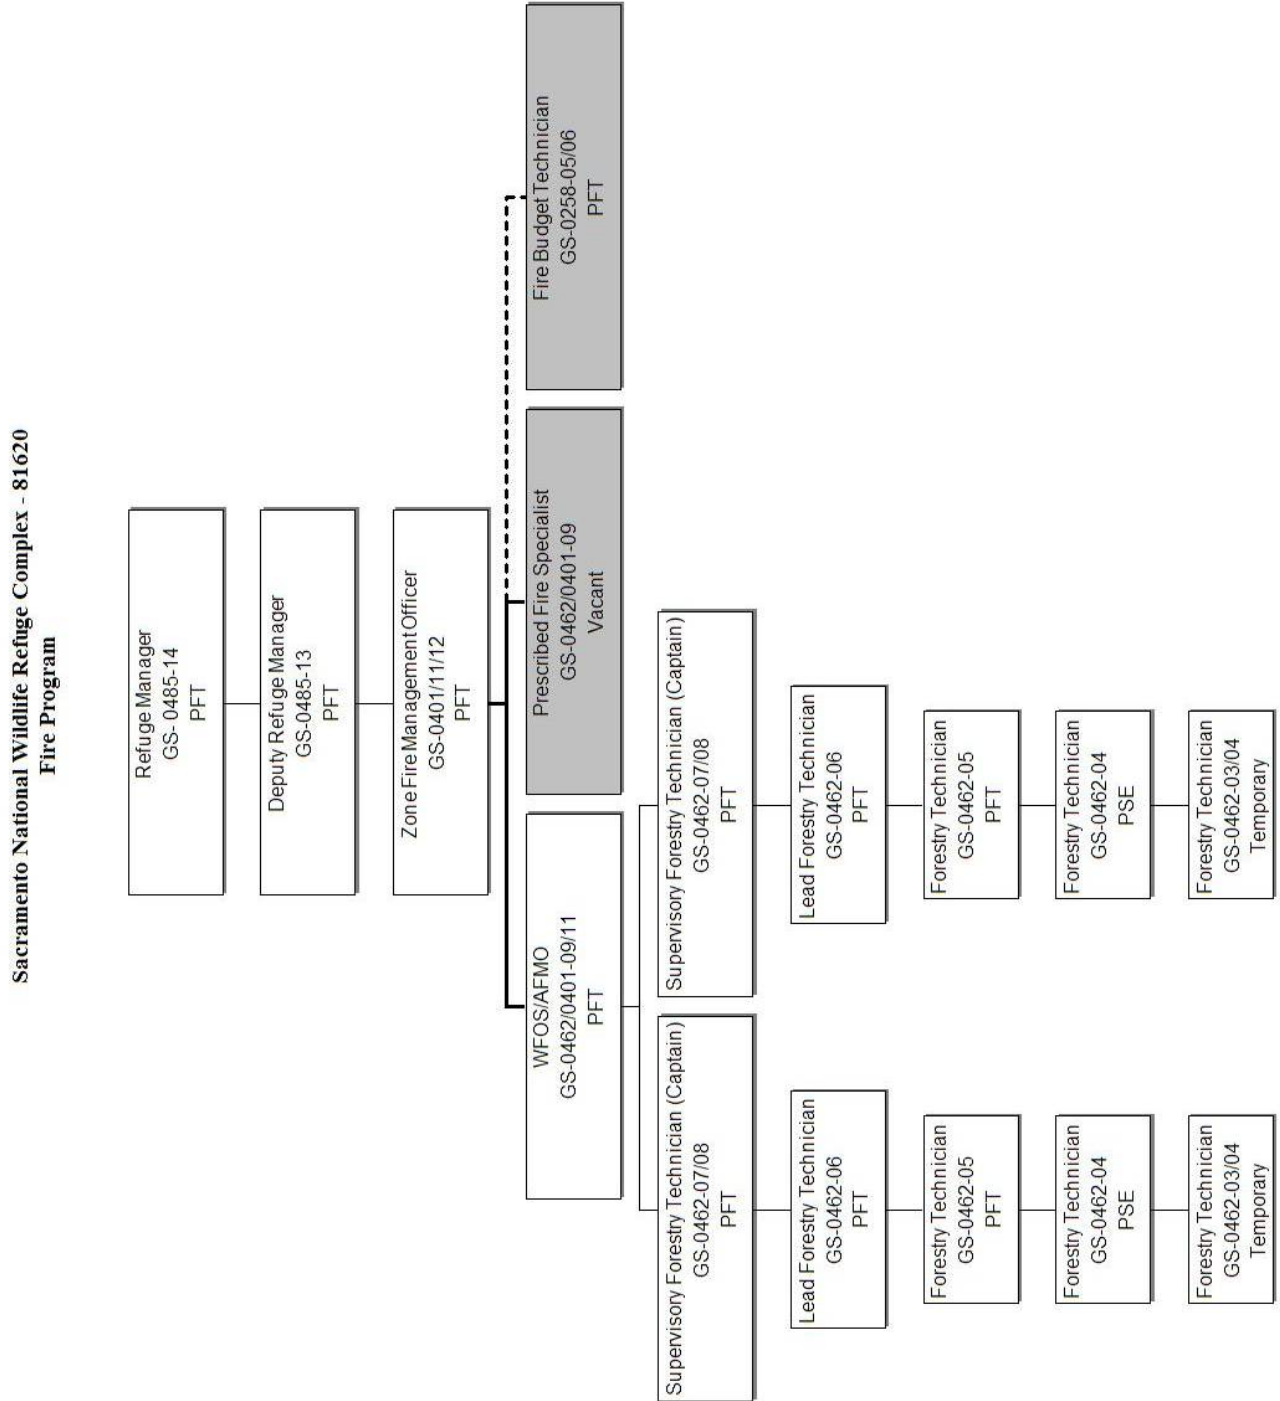 Sacramento National Wildlife Refuge Complex - 81620
Fire Program
Refuge Manager
GS- 0485-14
PFT
Deputy Refuge Manager
GS-0485-13
PFT
Zone Fire Management Officer
GS-0401/11/12
PFT
WFOS/AFMO
GS-0462/0401-09/11
PFT
Prescribed Fire Specialist
GS-0462/0401-09
Vacant
Fire Budget Technician
GS-0258-05/06
PFT
Supervisory Forestry Technician (Captain)
GS-0462-07/08
PFT
Supervisory Forestry Technician (Captain)
GS-0462-07/08
PFT
Lead Forestry Technician
GS-0462-06
PFT
Lead Forestry Technician
GS-0462-06
PFT
Forestry Technician
GS-0462-05
PFT
Forestry Technician
GS-0462-05
PFT
Forestry Technician
GS-0462-04
PSE
Forestry Technician
GS-0462-04
PSE
Forestry Technician
GS-0462-03/04
Temporary
Forestry Technician
GS-0462-03/04
Temporary